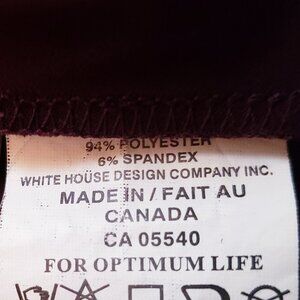 94% POLYESTER
6% SPANDEX
WHITE HOUSE DESIGN COMPANY INC.
MADE IN / FAIT AU
CANADA
CA 05540
FOR OPTIMUM LIFE